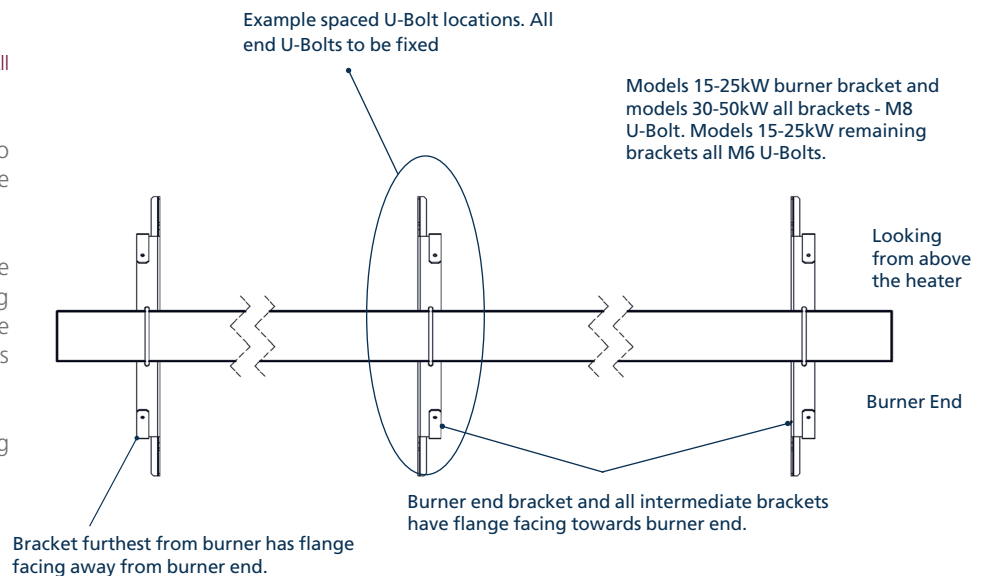 Example spaced U-Bolt locations. All
end U-Bolts to be fixed
Models 15-25kW burner bracket and
models 30-50kW all brackets - M8
U-Bolt. Models 15-25kW remaining
brackets all M6 U-Bolts.
Looking
from above
the heater
Burner End
Burner end bracket and all intermediate brackets
have flange facing towards burner end.
Bracket furthest from burner has flange
facing away from burner end.